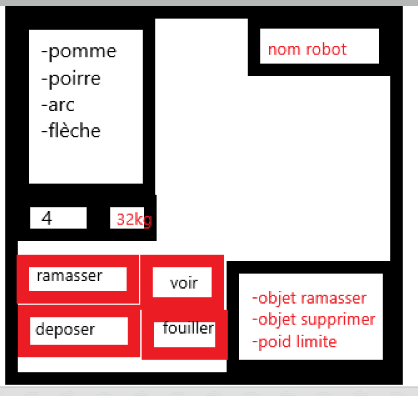 -pomme
-poirre
-arc
-flèche
nom robot
4
32kg
ramasser
voir
deposer
fouiller
-objet ramasser
-objet supprimer
-poid limite